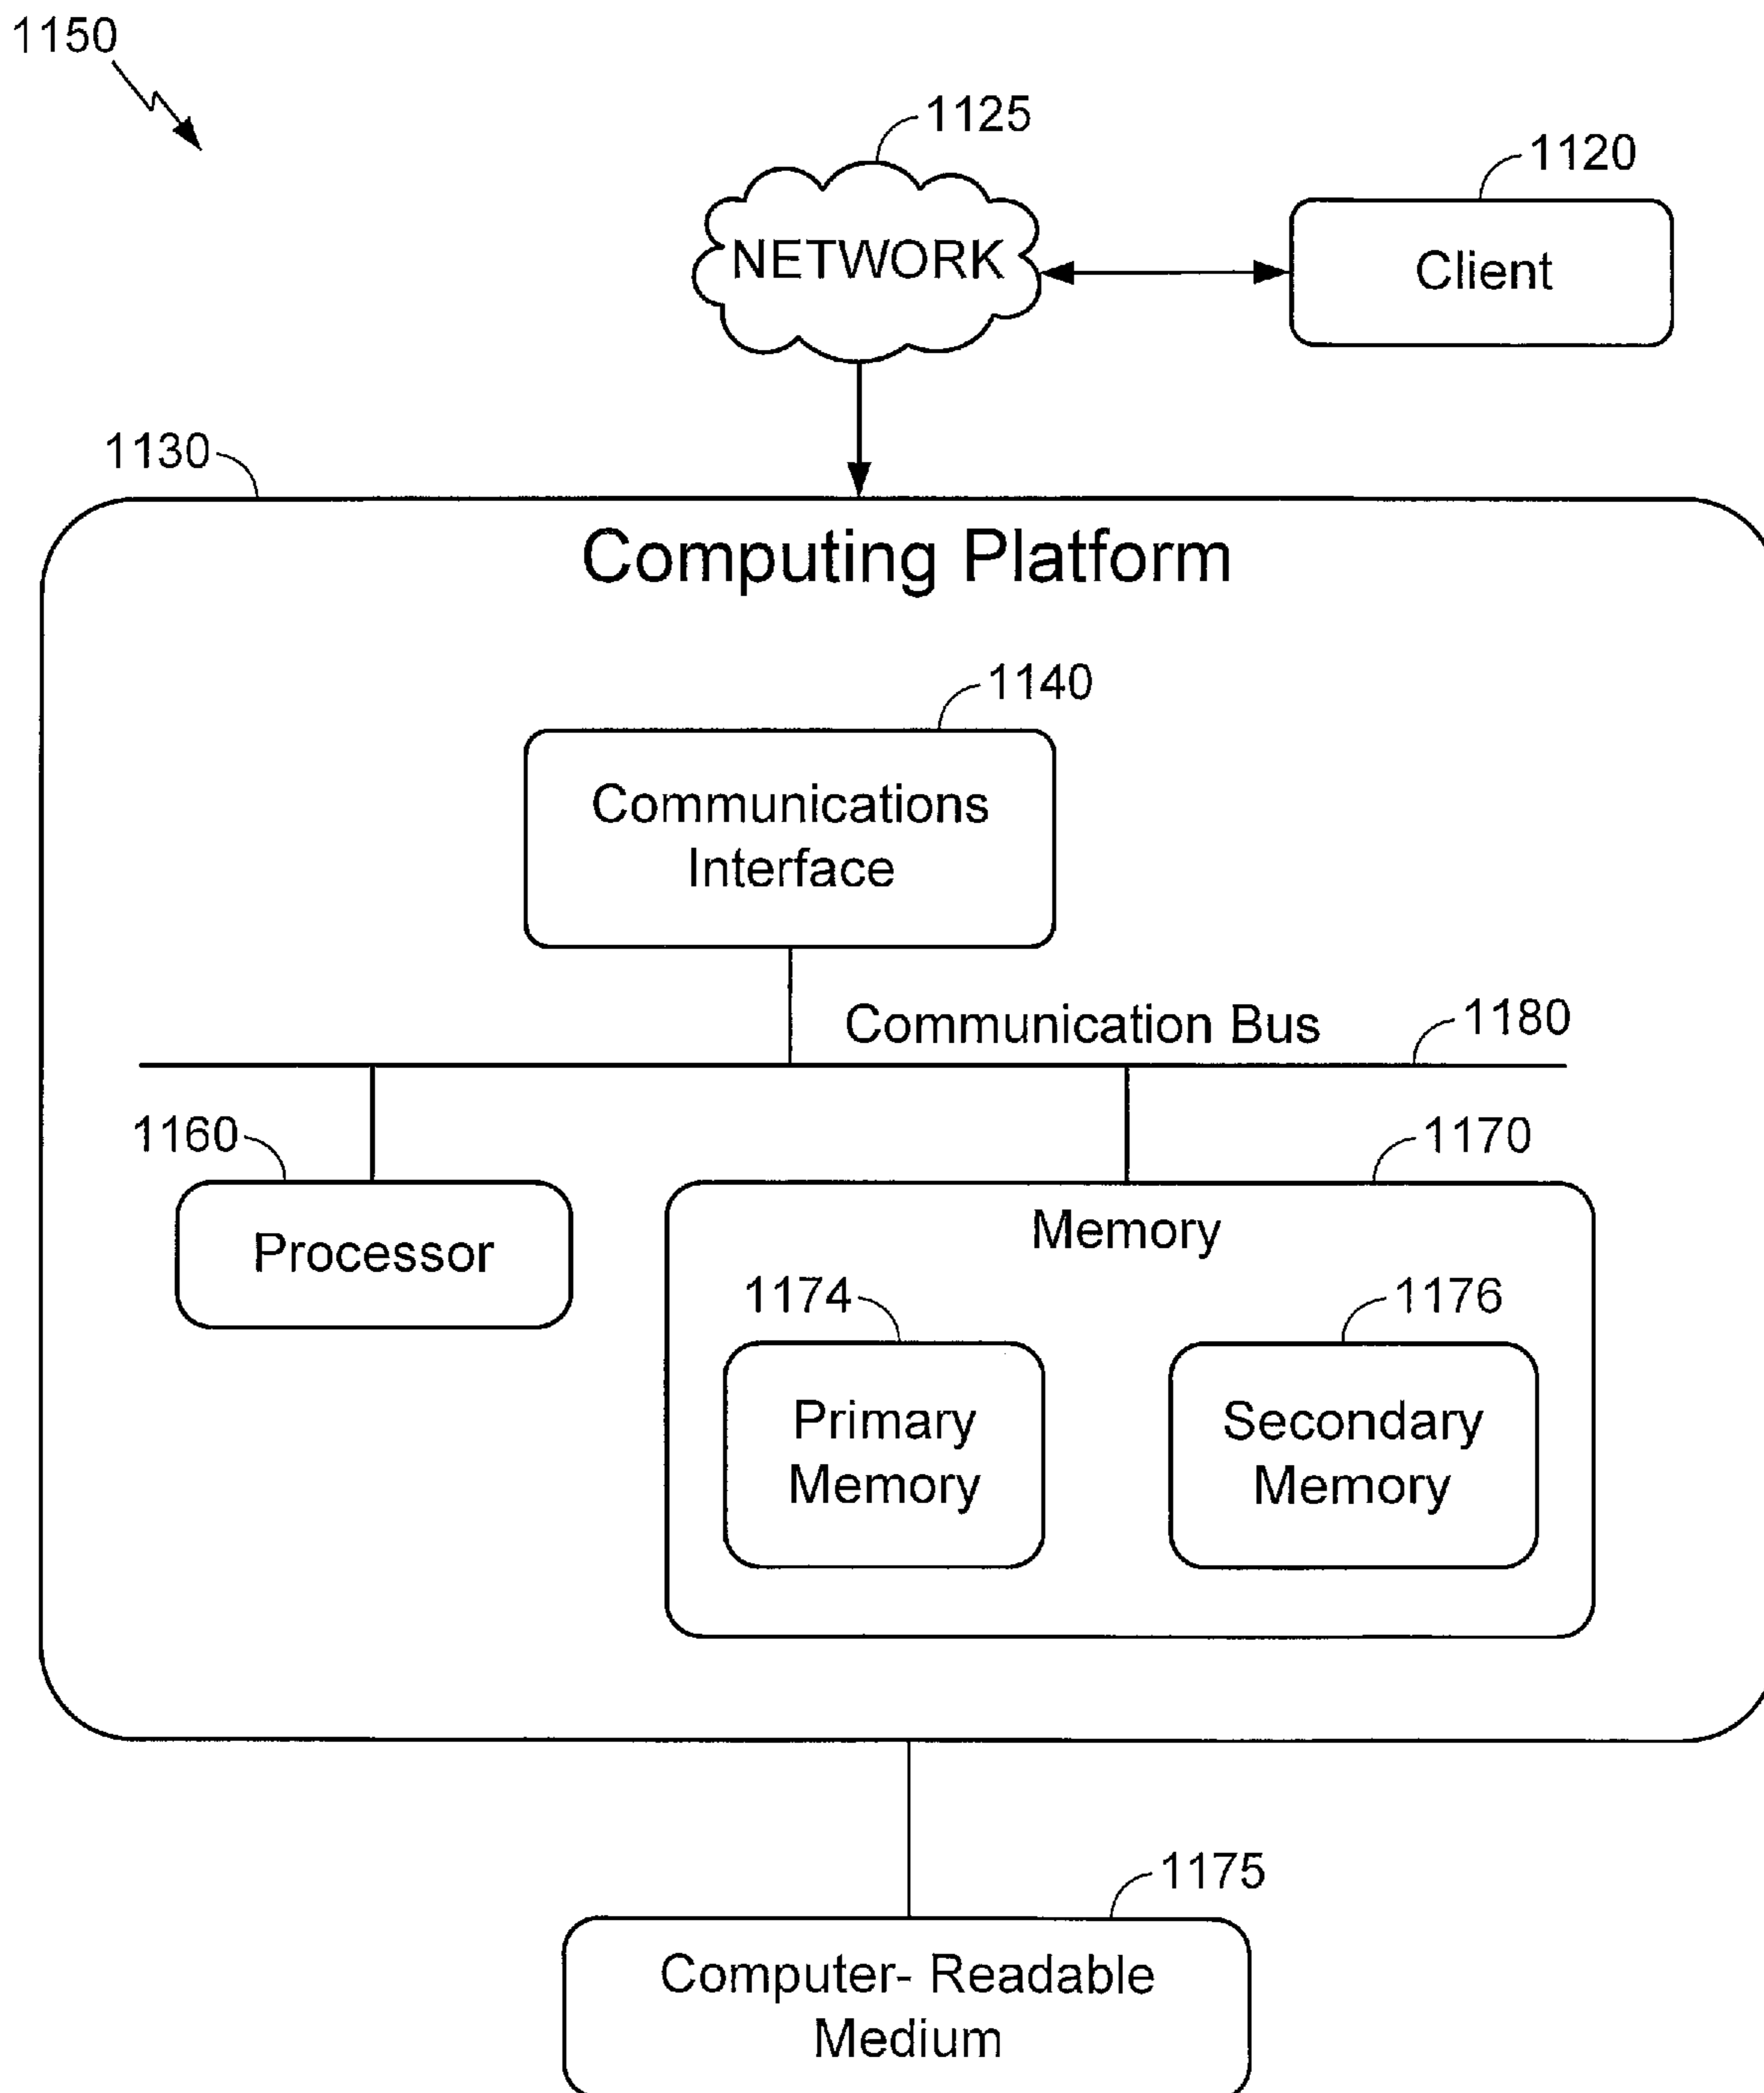 1150
1125
1120
NETWORK
Client
1130
Computing Platform
1140
Communications
Interface
Communication Bus
1180
1160
1170
Processor
Memory
1174
1176
Primary
Memory
Secondary
Memory
1175
Computer- Readable
Medium